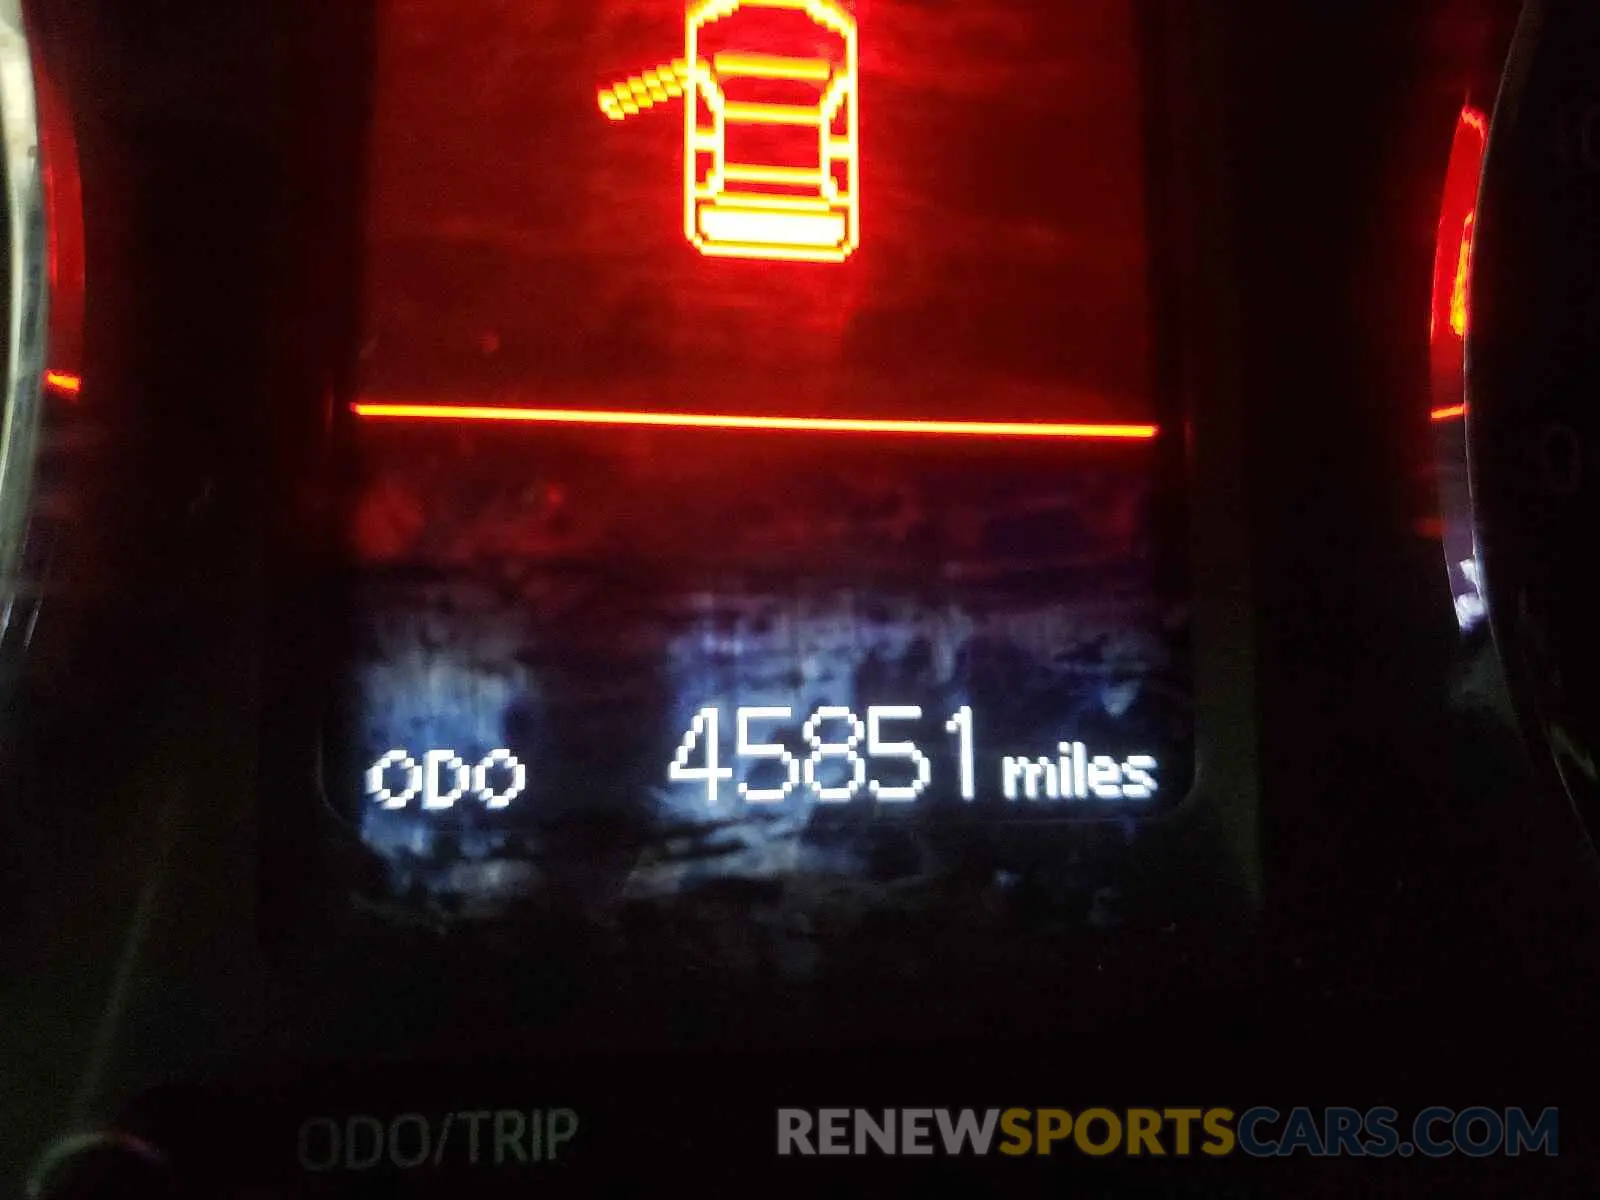 ODO 45851 miles
ODO/TRIP
RENEWSPORTSCARS.COM